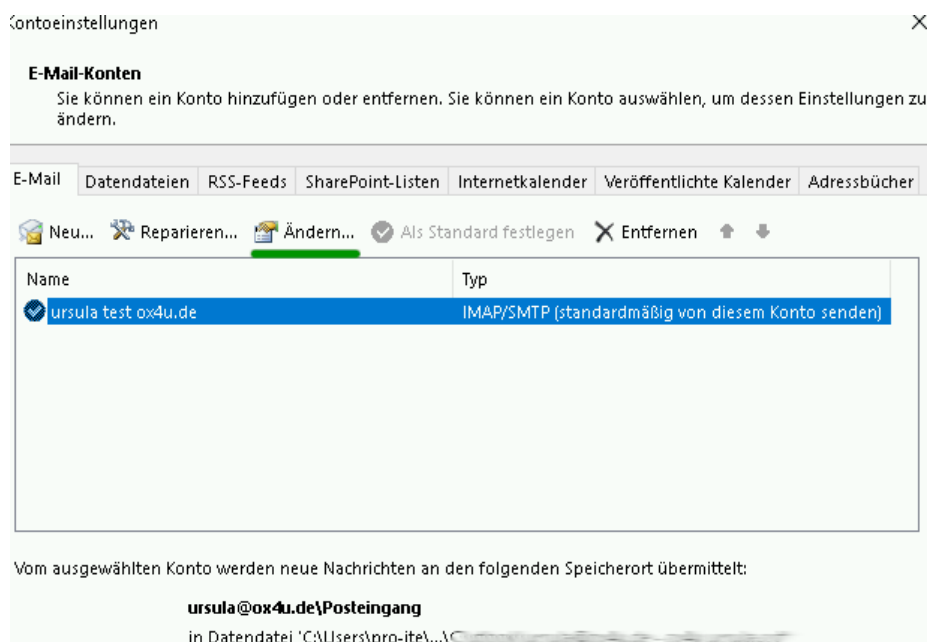 Kontoeinstellungen
E-Mail-Konten
Sie können ein Konto hinzufügen oder entfernen. Sie können ein Konto auswählen, um dessen Einstellungen zu
ändern.
E-Mail Datendateien RSS-Feeds SharePoint-Listen Internetkalender Veröffentlichte Kalender Adressbücher
Neu... Reparieren... Ändern... Als Standard festlegen Entfernen
Name Typ
ursula test ox4u.de IMAP/SMTP (standardmäßig von diesem Konto senden)
Vom ausgewählten Konto werden neue Nachrichten an den folgenden Speicherort übermittelt:
ursula@ox4u.de\Posteingang
in Datendatei 'C:\Users\pro-ite\...\